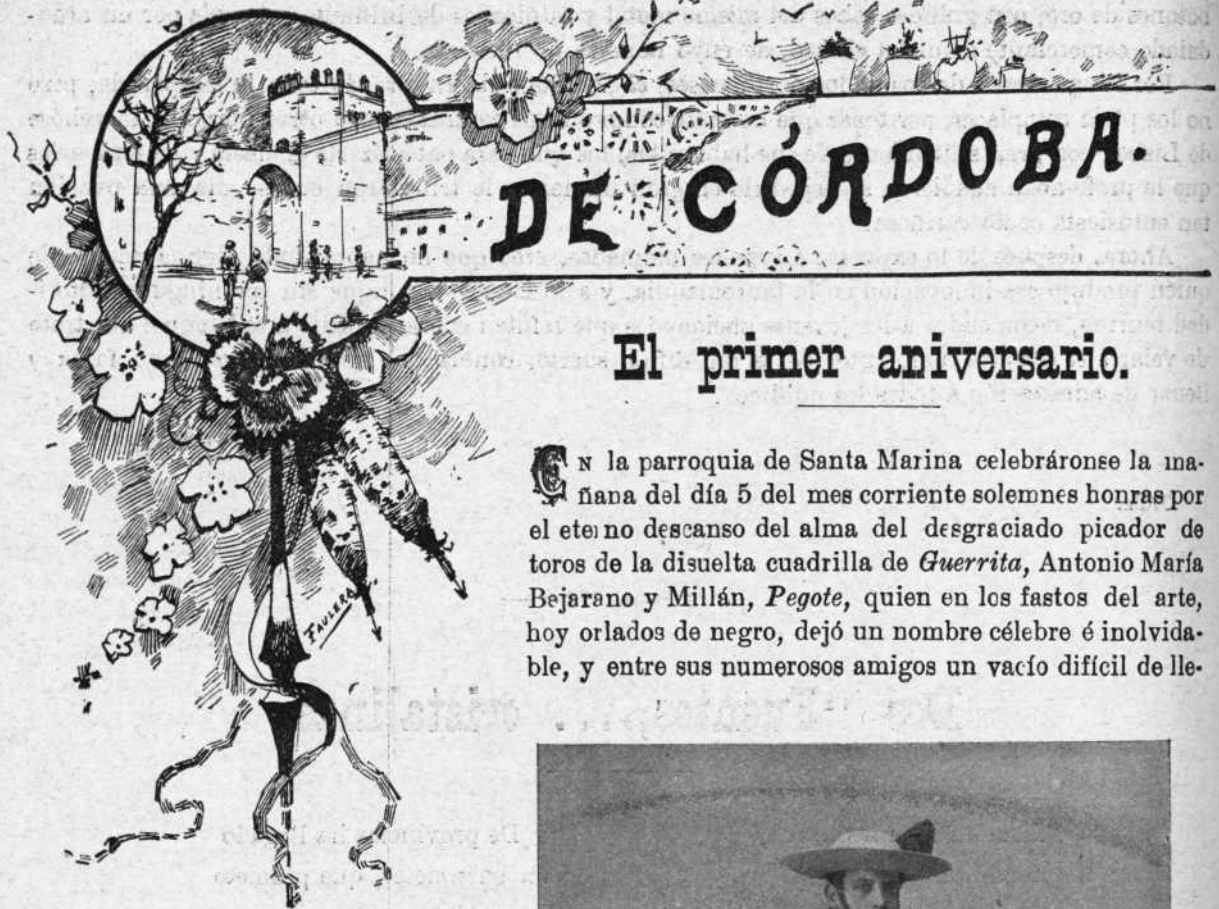 DE CÓRDOBA
El primer aniversario.
EN la parroquia de Santa Marina celebráronse la ma-
ñana del día 5 del mes corriente solemnes honras por
el eterno descanso del alma del desgraciado picador de
toros de la disuelta cuadrilla de Guerrita, Antonio María
Bejarano y Millán, Pegote, quien en los fastos del arte,
hoy orlados de negro, dejó un nombre célebre é inolvida-
ble, y entre sus numerosos amigos un vacío difícil de lle-
FAULERA